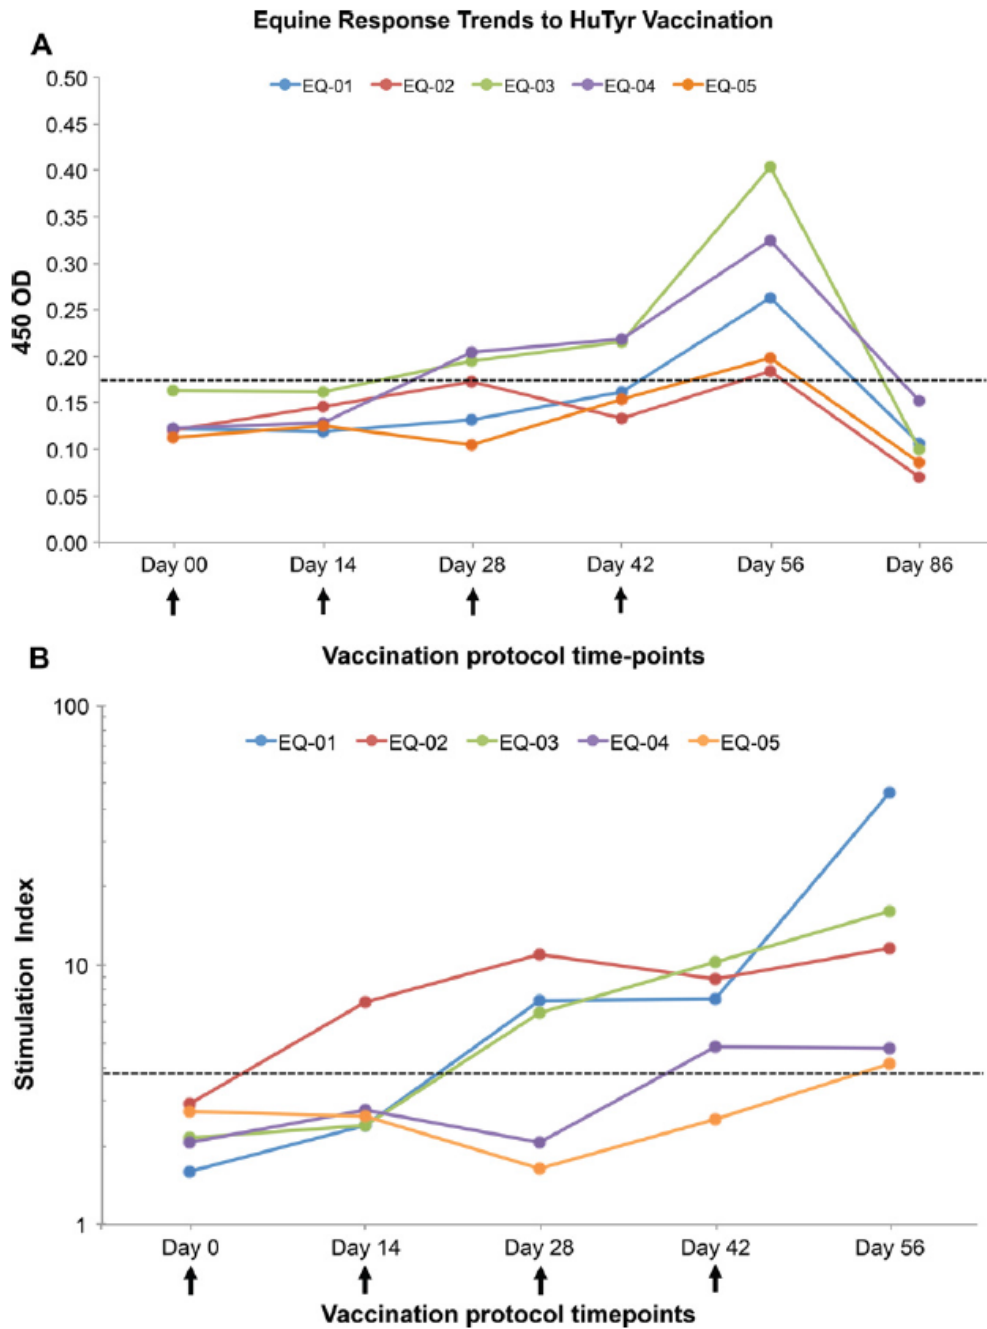 Equine Response Trends to HuTyr Vaccination
A
EQ-01 EQ-02 EQ-03 EQ-04 EQ-05
450 OD
0.50
0.45
0.40
0.35
0.30
0.25
0.20
0.15
0.10
0.05
0.00
Day 00 Day 14 Day 28 Day 42 Day 56 Day 86
Vaccination protocol time-points
B
EQ-01 EQ-02 EQ-03 EQ-04 EQ-05
Stimulation Index
100
10
1
Day 0 Day 14 Day 28 Day 42 Day 56
Vaccination protocol timepoints